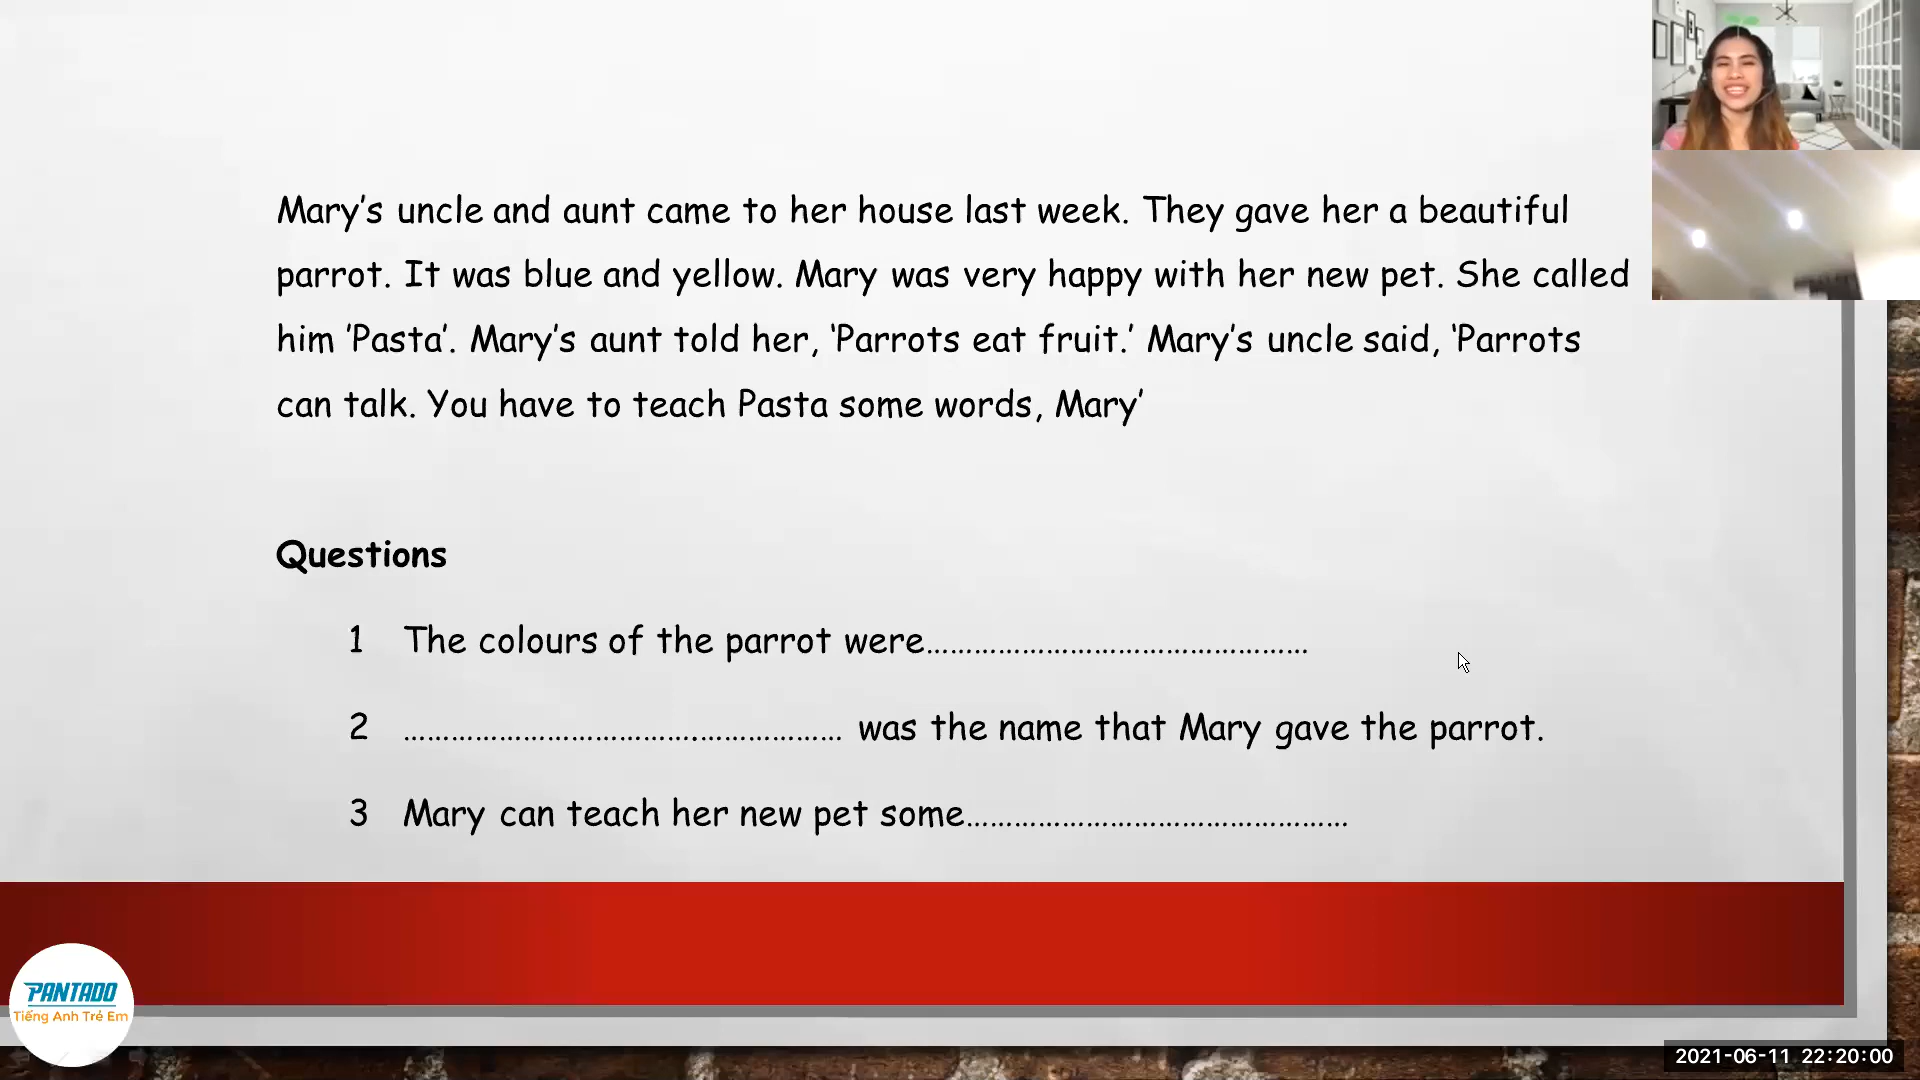 Mary’s uncle and aunt came to her house last week. They gave her a beautiful
parrot. It was blue and yellow. Mary was very happy with her new pet. She called
him ’Pasta’. Mary’s aunt told her, ‘Parrots eat fruit.’ Mary’s uncle said, ‘Parrots
can talk. You have to teach Pasta some words, Mary’
Questions
1 The colours of the parrot were…………………………………………
2 ……………………………….……………… was the name that Mary gave the parrot.
3 Mary can teach her new pet some…………………………………………
PANTADO
Tiếng Anh Trẻ Em
2021-06-11 22:20:00